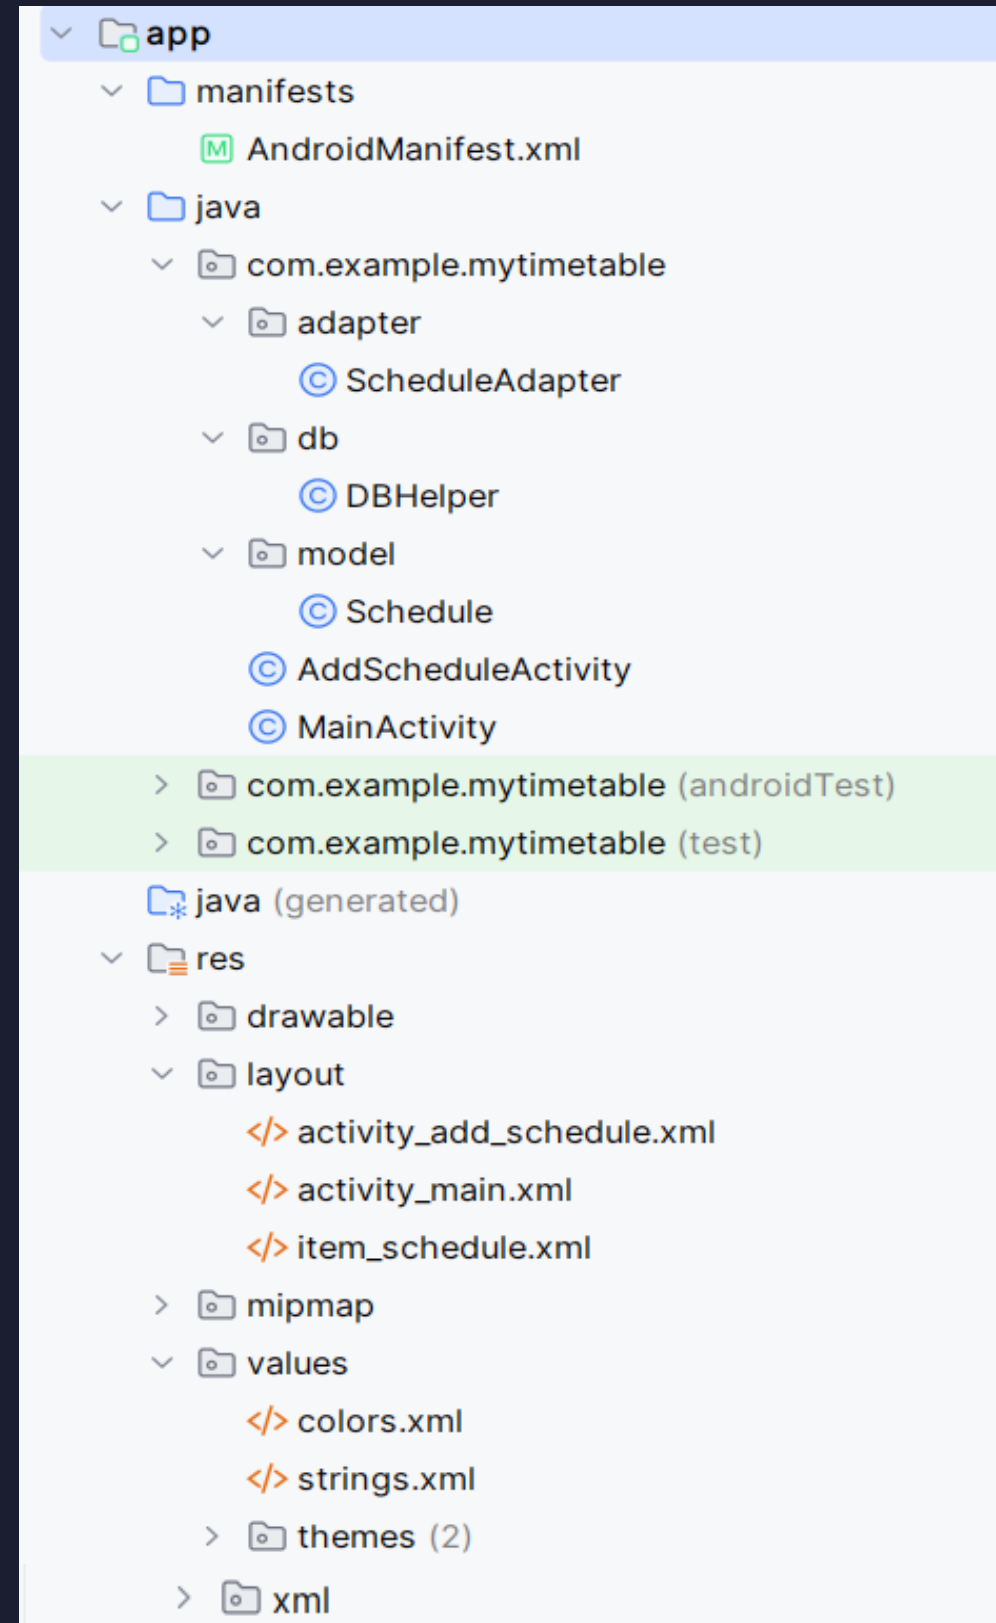 app
manifests
AndroidManifest.xml
java
com.example.mytimetable
adapter
ScheduleAdapter
db
DBHelper
model
Schedule
AddScheduleActivity
MainActivity
com.example.mytimetable (androidTest)
com.example.mytimetable (test)
java (generated)
res
drawable
layout
activity_add_schedule.xml
activity_main.xml
item_schedule.xml
mipmap
values
colors.xml
strings.xml
themes (2)
xml